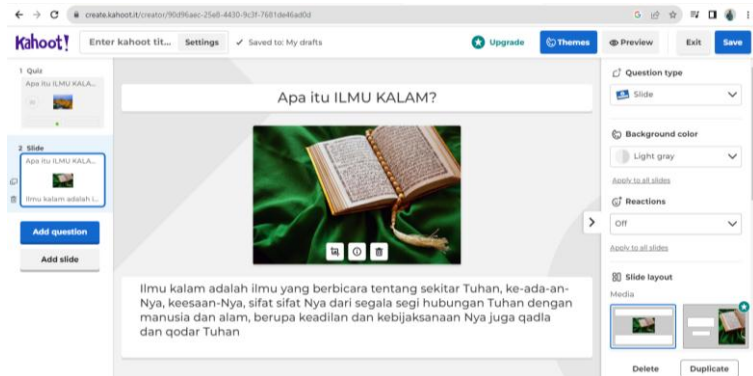 create.kahoot.it/creator/90d96aec-25a8-4430-9c3f-7681de46ad0d
Kahoot! Enter kahoot tit... Settings ✓ Saved to: My drafts Upgrade Themes Preview Exit Save
1 Quiz
Apa itu ILMU KALA...
2 Slide
Apa itu ILMU KALA...
Ilmu kalam adalah i...
Add question
Add slide
Apa itu ILMU KALAM?
Ilmu kalam adalah ilmu yang berbicara tentang sekitar Tuhan, ke-ada-an-
Nya, keesaan-Nya, sifat sifat Nya dari segala segi hubungan Tuhan dengan
manusia dan alam, berupa keadilan dan kebijaksanaan Nya juga qadla
dan qodar Tuhan
Question type
Slide
Background color
Light gray
Apply to all slides
Reactions
Off
Apply to all slides
Slide layout
Media
Delete Duplicate